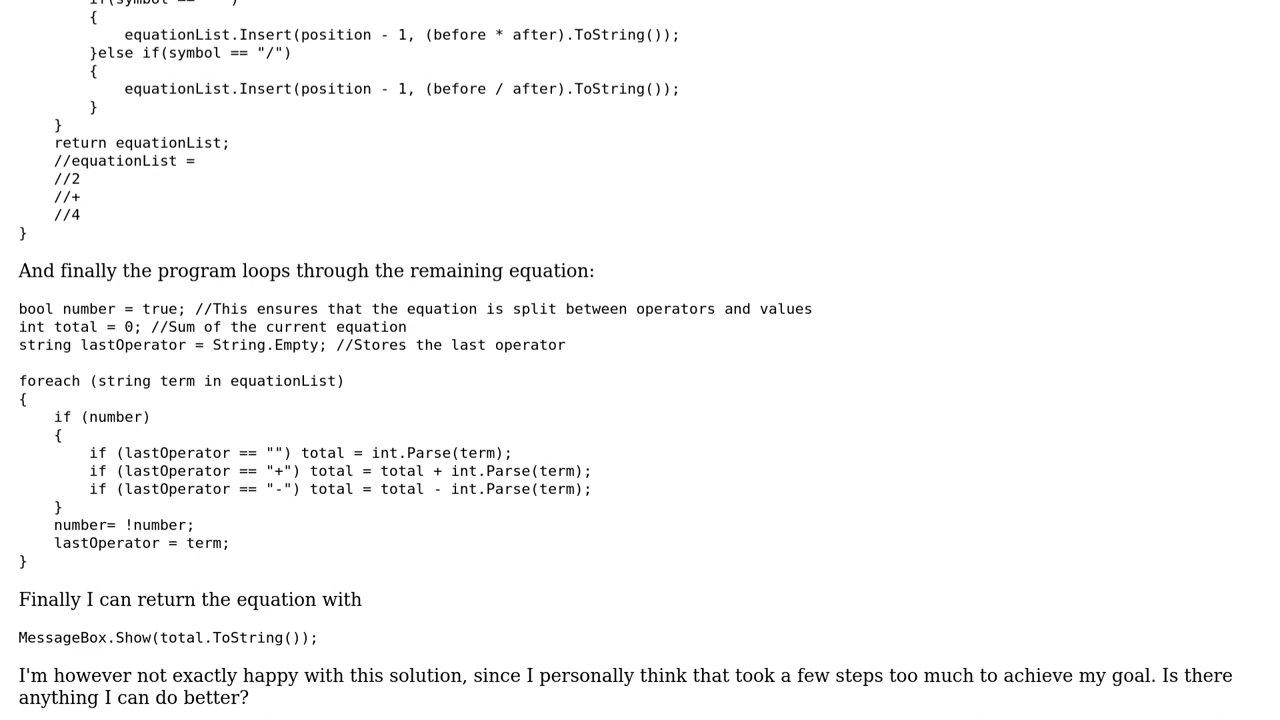 {
equationList.Insert(position - 1, (before * after).ToString());
}else if(symbol == "/")
{
equationList.Insert(position - 1, (before / after).ToString());
}
}
return equationList;
//equationList =
//2
//+
//4
}
And finally the program loops through the remaining equation:
bool number = true; //This ensures that the equation is split between operators and values
int total = 0; //Sum of the current equation
string lastOperator = String.Empty; //Stores the last operator
foreach (string term in equationList)
{
if (number)
{
if (lastOperator == "") total = int.Parse(term);
if (lastOperator == "+") total = total + int.Parse(term);
if (lastOperator == "-") total = total - int.Parse(term);
}
number= !number;
lastOperator = term;
}
Finally I can return the equation with
MessageBox.Show(total.ToString());
I'm however not exactly happy with this solution, since I personally think that took a few steps too much to achieve my goal. Is there
anything I can do better?